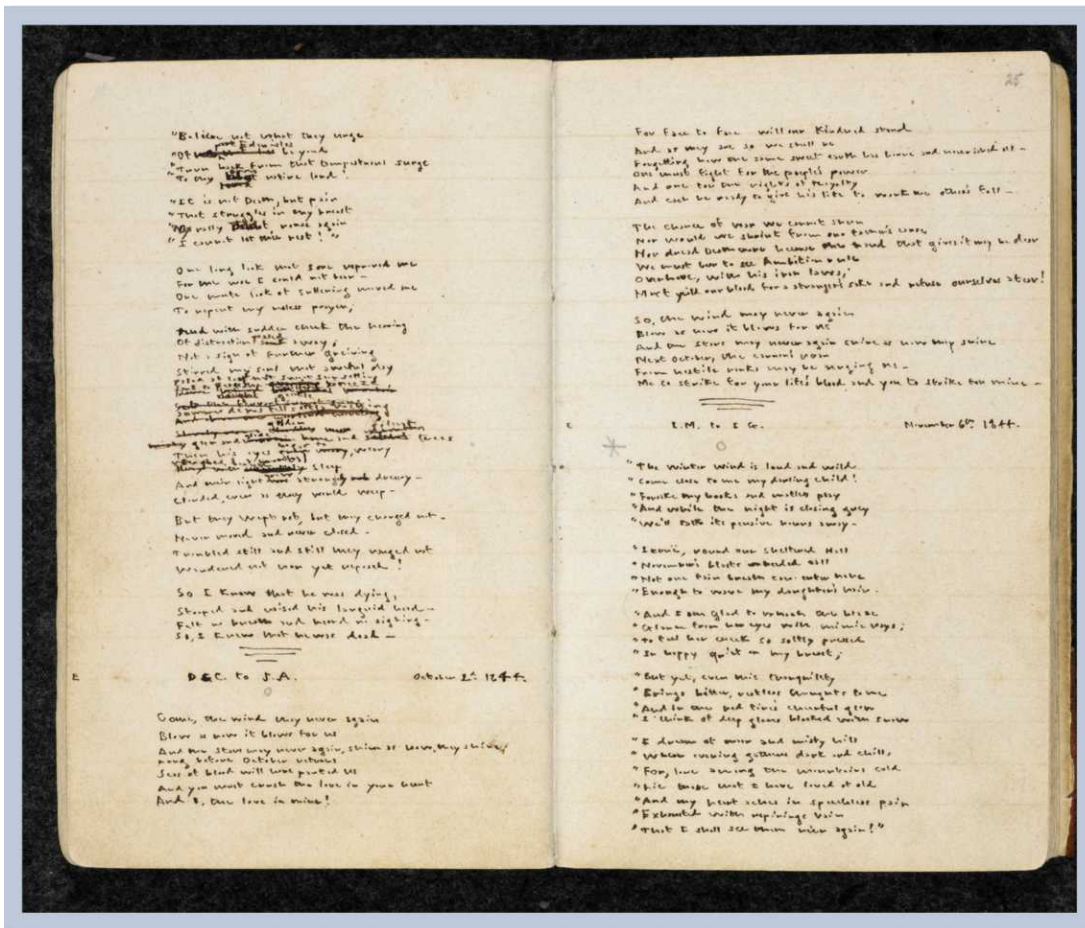 25
"Believe not what they urge
Eden isles
"Of beyond
"Turn back from that tempestuous surge
"To thy native land!
"It is not Death, but pain
"That struggles in thy breast
"Nay rally rouse again
"I cannot let thee rest!"
One long look that sore reproved me
For the woe I could not bear -
One mute look of suffering moved me
To repent my useless prayer;
And with sudden check the heaving
Of distraction passed away;
Not a sign of further grieving
Stirred my soul that awful day
Then his eyes weary
sleep
And their sight strangely dreary -
Clouded, even as they would weep -
But they wept not, but they changed not -
Never moved and never closed -
Troubled still and still they ranged not
Wandered not nor yet reposed!
So I knew that he was dying,
Stooped and raised his languid head -
Felt no breath and heard no sighing -
So, I knew that he was dead -
E D.G.C. to J.A. October 2d 1844.
Come, the wind may never again
Blow as now it blows for us
And the stars may never again, shine as now, they shine;
Long before October returns
Seas of blood will have parted us
And you must crush the love in your heart
And I, the love in mine!
For face to face will our Kindred stand
And as they are so we shall be
Forgetting how the same sweet earth has borne and nourished all -
One must fight for the people's power
And one for the rights of Royalty
And each be ready to give his life to work the other's fall -
The chance of war we cannot shun
Nor would we shrink from our fathers' cause
Nor dread Death more because the hand that gives it may be dear
We must bear to see Ambition rule
Over Love, with his iron laws;
Must yield our blood for a stranger's sake and refuse ourselves a tear!
So, the wind may never again
Blow as now it blows for us
And the stars may never again shine as now they shine
Next October, the cannon's roar
From hostile ranks may be urging us -
Me to strike for your life's blood and you to strike for mine -
E I.M. to I G. November 6th 1844.
"The winter wind is loud and wild
"Come close to me my darling child!
"Forsake thy books and mateless play
"And while the night is closing grey
"We'll talk its pensive hours away -
"Iernë, round our sheltered Hall
"November's blasts unheeded call
"Not one faint breath can enter here
"Enough to wave my daughter's hair -
"And I am glad to watch the blaze
"Glance from her eyes with mimic rays;
"To feel her cheek so softly pressed
"In happy quiet on my breast;
"But yet, even this tranquillity
"Brings bitter, restless thoughts to me
"And in the red fire's cheerful glow
"I think of deep glens blocked with snow
"I dream of moor and misty hill
"Where evening gathers dark and chill,
"For, lone among the mountains cold
"Lie those that I have loved of old
"And my heart aches in speechless pain
"Exhausted with repinings vain
"That I shall see them never again!"